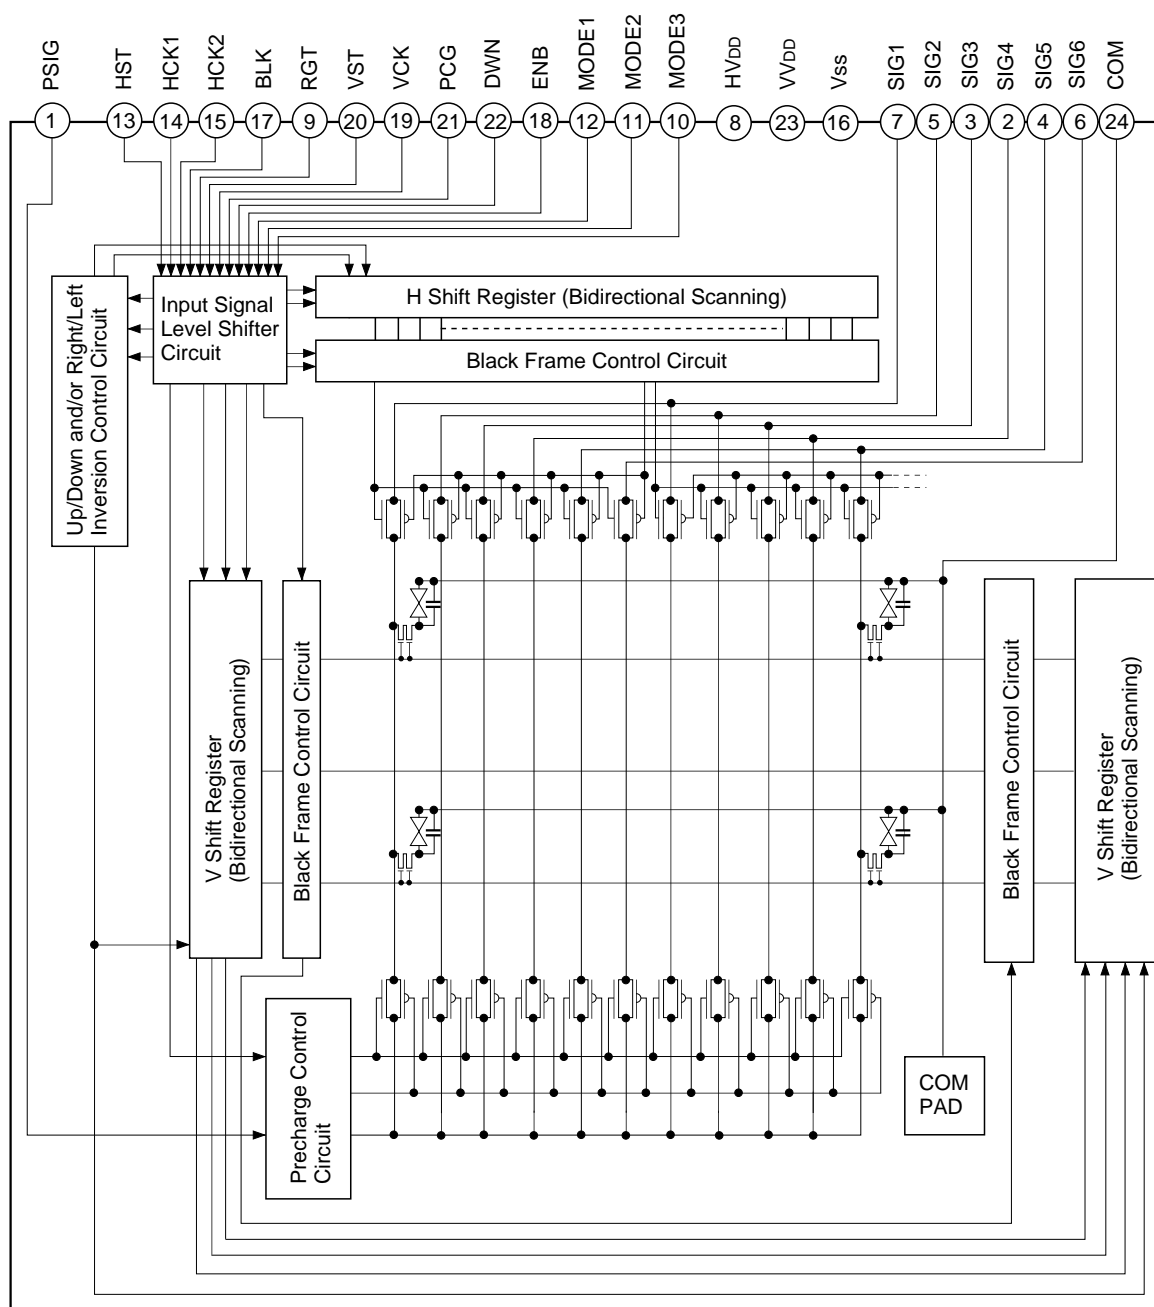 PSIG
HST
HCK1
HCK2
BLK
RGT
VST
VCK
PCG
DWN
ENB
MODE1
MODE2
MODE3
HVDD
VVDD
Vss
SIG1
SIG2
SIG3
SIG4
SIG5
SIG6
COM
1
13
14
15
17
9
20
19
21
22
18
12
11
10
8
23
16
7
5
3
2
4
6
24
Up/Down and/or Right/Left
Inversion Control Circuit
Input Signal
Level Shifter
Circuit
H Shift Register (Bidirectional Scanning)
Black Frame Control Circuit
V Shift Register
(Bidirectional Scanning)
Black Frame Control Circuit
Black Frame Control Circuit
V Shift Register
(Bidirectional Scanning)
Precharge Control
Circuit
COM
PAD